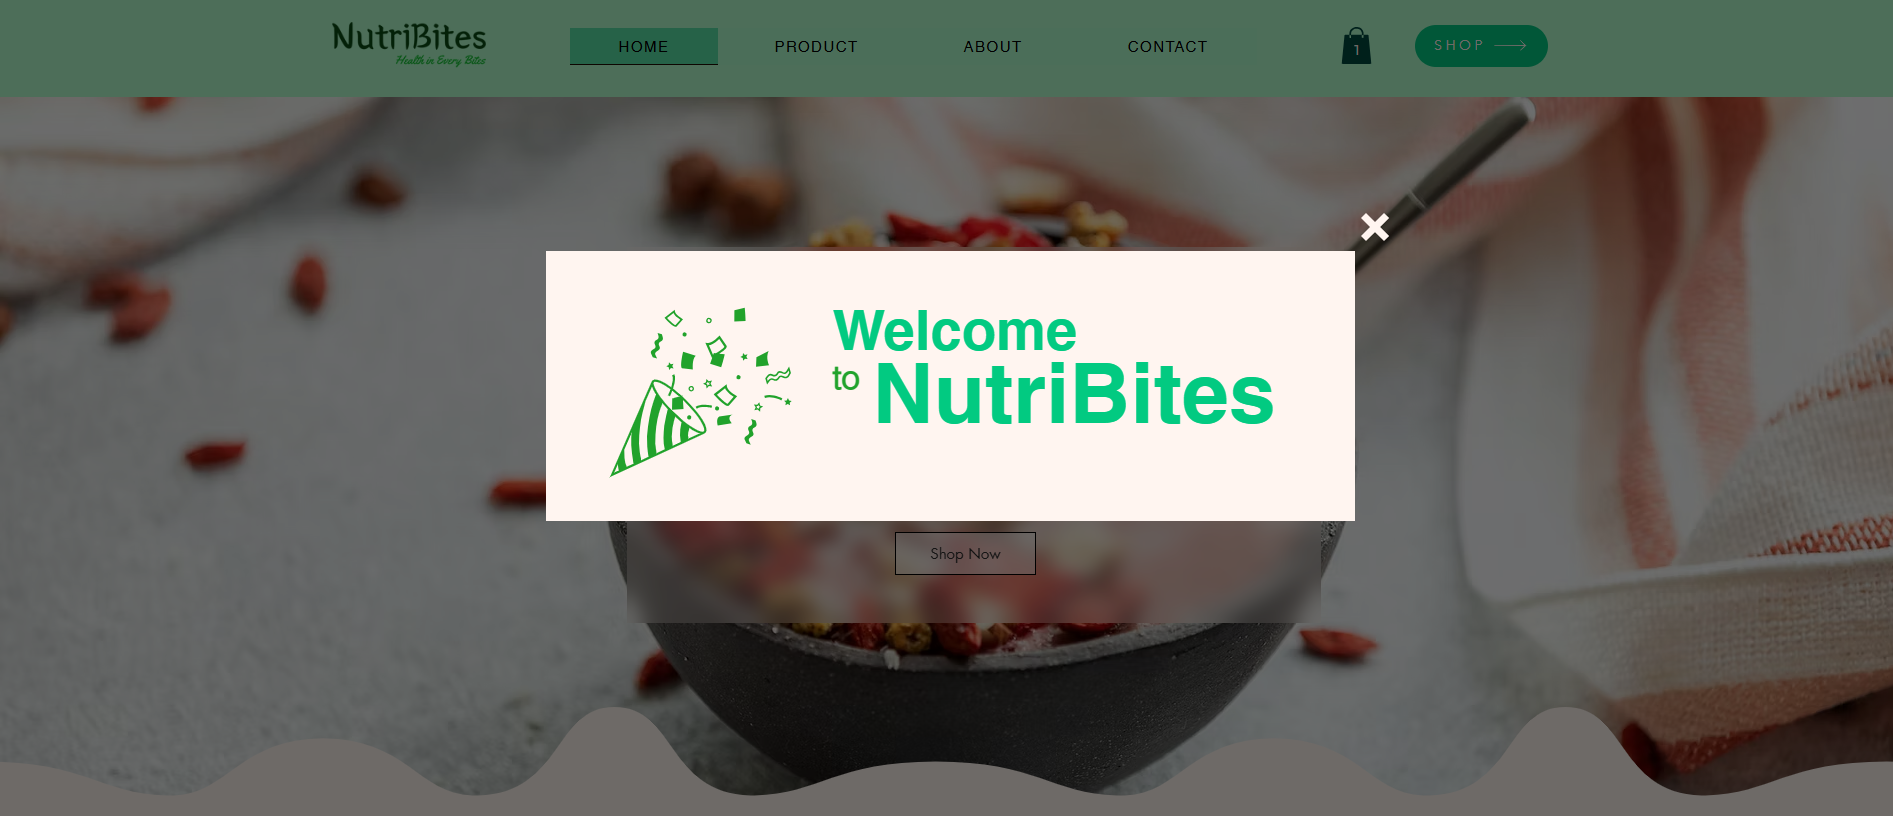 NutriBites
Health in Every Bites
HOME
PRODUCT
ABOUT
CONTACT
1
SHOP
Welcome
to NutriBites
Shop Now